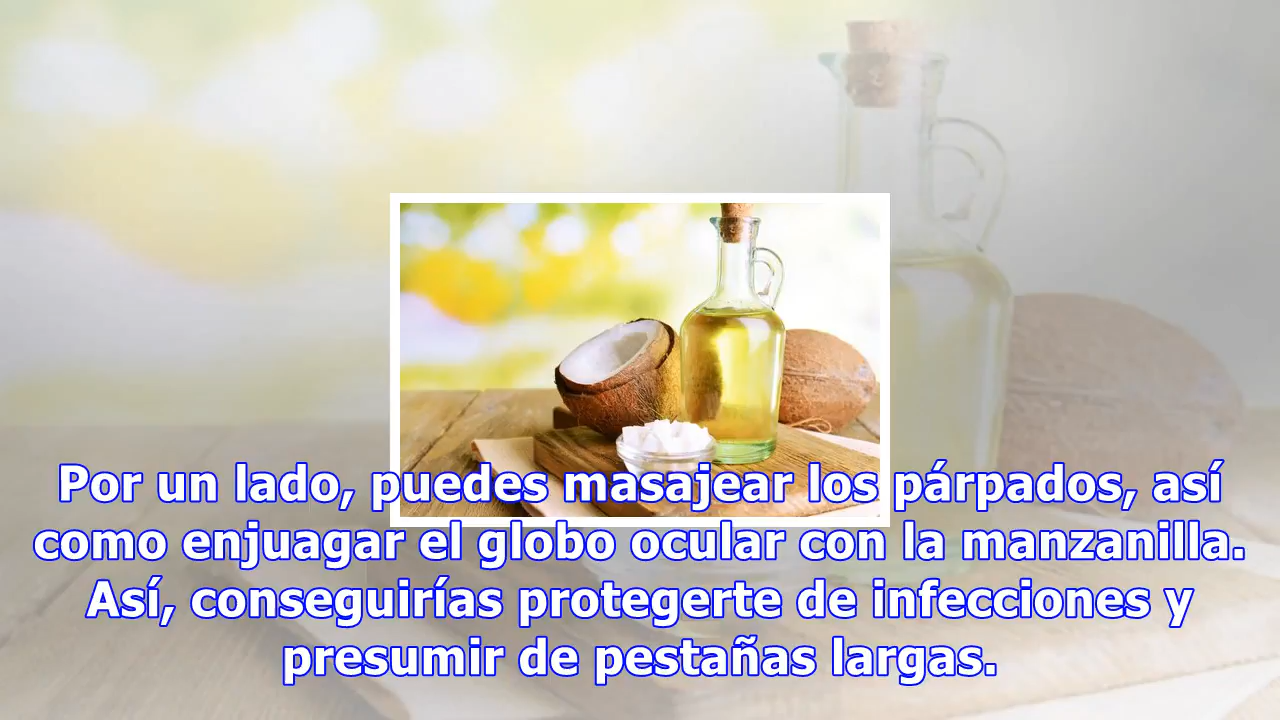 Por un lado, puedes masajear los párpados, así
como enjuagar el globo ocular con la manzanilla.
Así, conseguirías protegerte de infecciones y
presumir de pestañas largas.